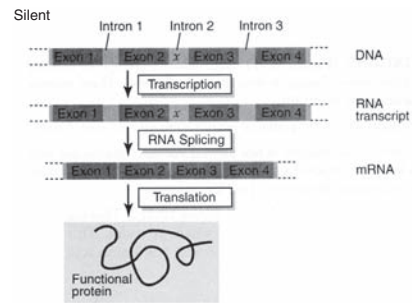 Silent
Intron 1 Intron 2 Intron 3
Exon 1 Exon 2 x Exon 3 Exon 4 DNA
Transcription
Exon 1 Exon 2 x Exon 3 Exon 4 RNA
transcript
RNA Splicing
Exon 1 Exon 2 Exon 3 Exon 4 mRNA
Translation
Functional
protein